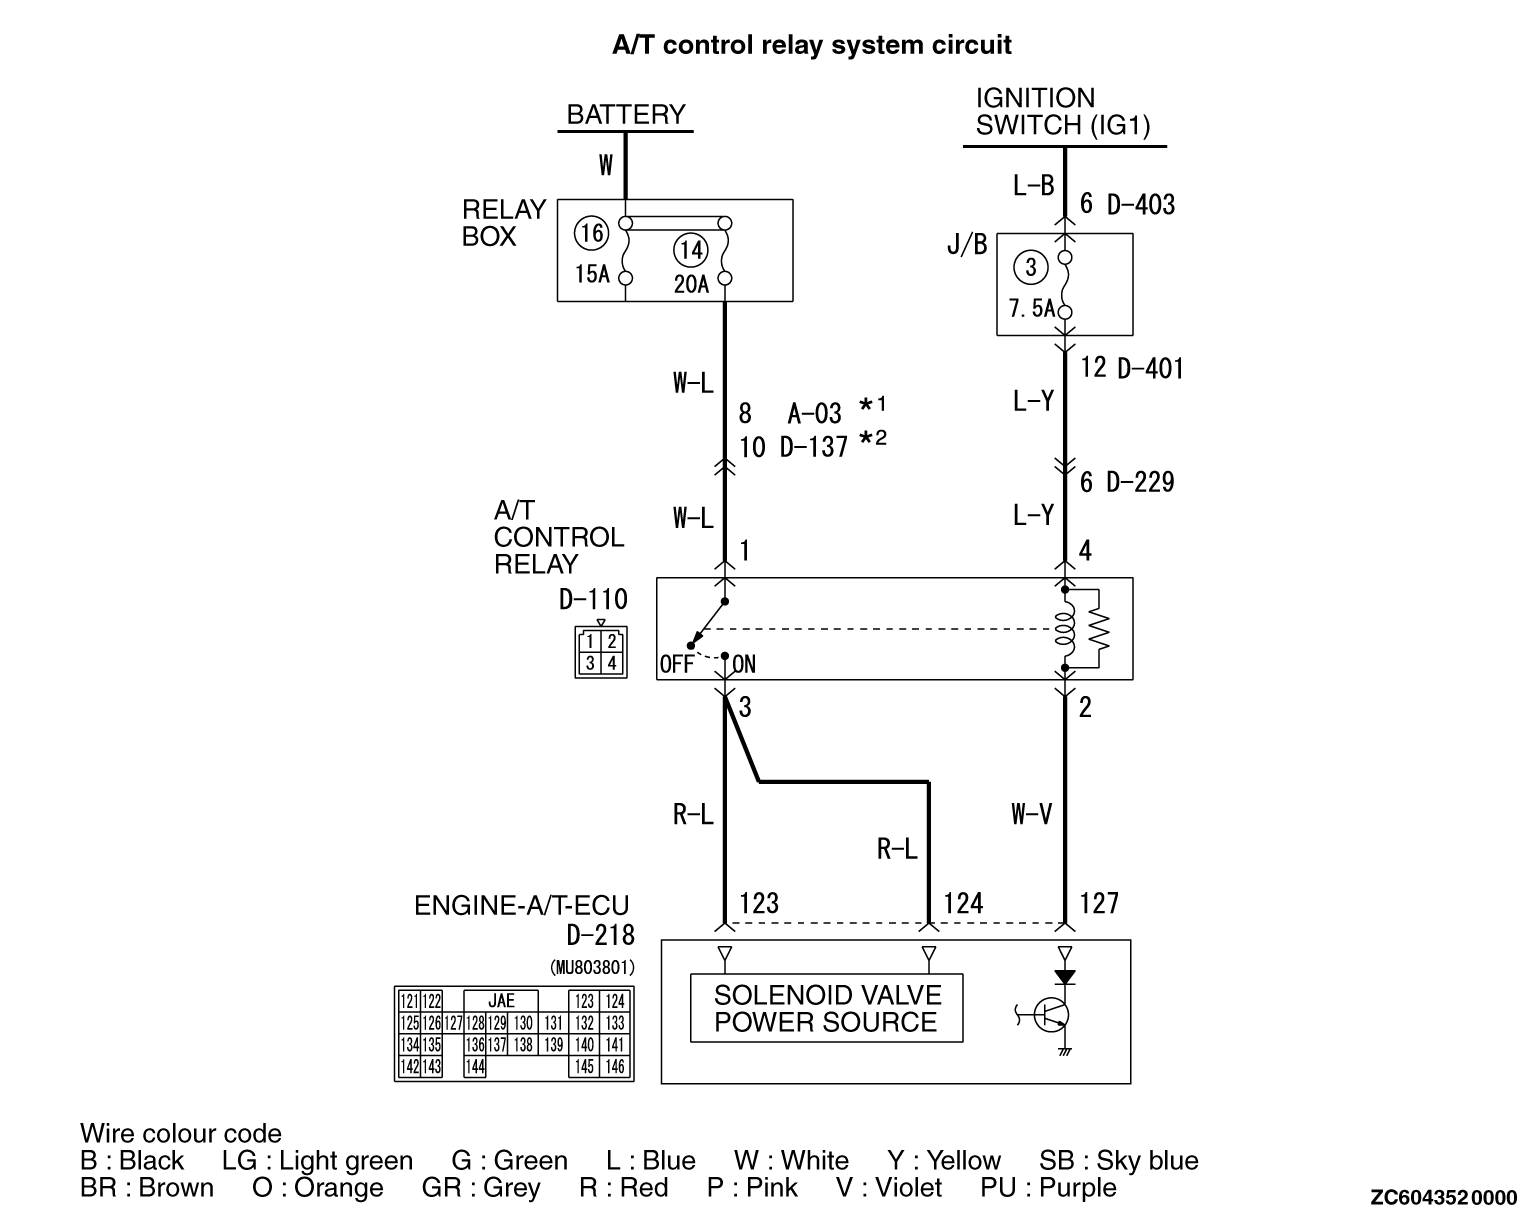 A/T control relay system circuit
BATTERY
IGNITION
SWITCH (IG1)
W
L-B
6 D-403
RELAY
BOX
J/B
16
14
3
15A
20A
7.5A
12 D-401
W-L
L-Y
8 A-03 *1
10 D-137 *2
6 D-229
A/T
CONTROL
RELAY
W-L
L-Y
1
4
D-110
1 2
3 4
OFF
ON
3
2
R-L
R-L
W-V
ENGINE-A/T-ECU
123
124
127
D-218
(MU803801)
121 122 JAE 123 124
125 126 127 128 129 130 131 132 133
134 135 136 137 138 139 140 141
142 143 144 145 146
SOLENOID VALVE
POWER SOURCE
Wire colour code
B : Black LG : Light green G : Green L : Blue W : White Y : Yellow SB : Sky blue
BR : Brown O : Orange GR : Grey R : Red P : Pink V : Violet PU : Purple
ZC6043520000